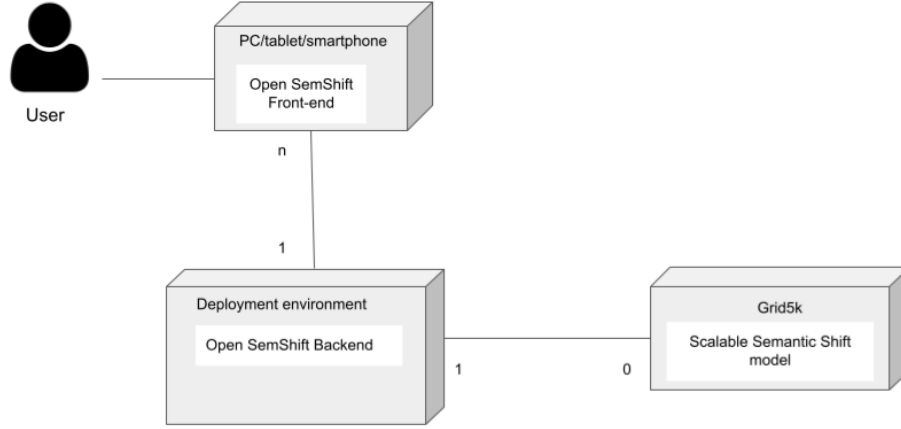 PC/tablet/smartphone
Open SemShift
Front-end
User
n
1
Deployment environment
Open SemShift Backend
Grid5k
Scalable Semantic Shift
model
1
0